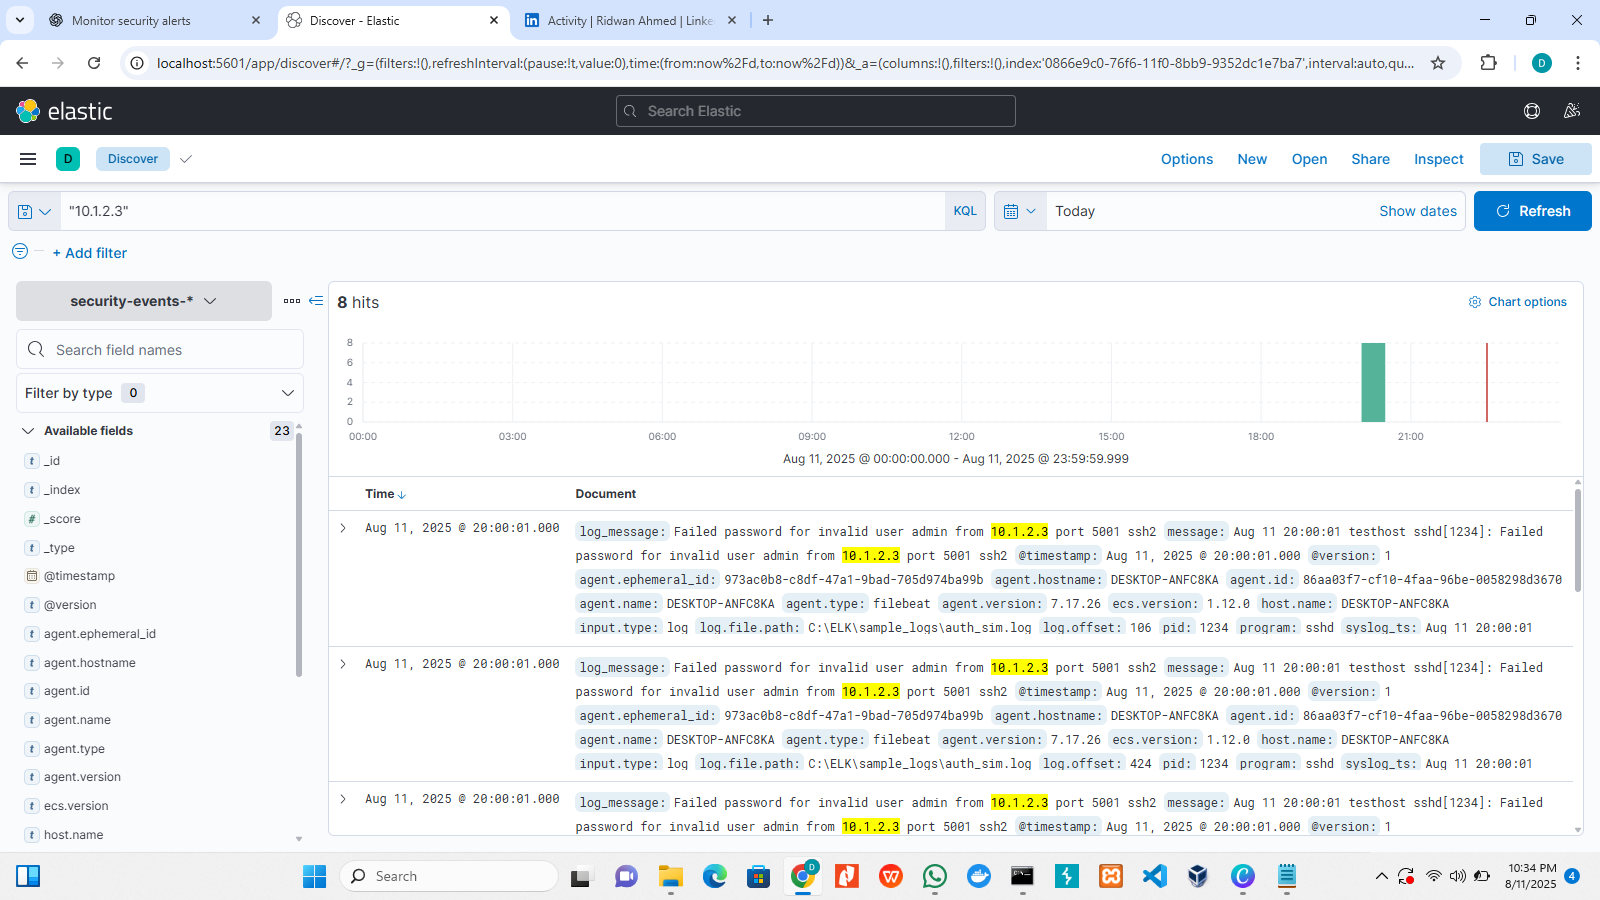 Monitor security alerts
Discover - Elastic
Activity | Ridwan Ahmed | Linke
localhost:5601/app/discover#/?_g=(filters:!(),refreshInterval:(pause:!t,value:0),time:(from:now%2Fd,to:now%2Fd))&_a=(columns:!(),filters:!(),index:'0866e9c0-76f6-11f0-8bb9-9352dc1e7ba7',interval:auto,qu...
D
elastic
Search Elastic
D
Discover
Options New Open Share Inspect Save
"10.1.2.3"
KQL
Today
Show dates
Refresh
+ Add filter
security-events-*
Search field names
Filter by type 0
Available fields 23
t _id
t _index
# _score
t _type
@timestamp
t @version
t agent.ephemeral_id
t agent.hostname
t agent.id
t agent.name
t agent.type
t agent.version
t ecs.version
t host.name
8 hits
Chart options
8
6
4
2
0
00:00 03:00 06:00 09:00 12:00 15:00 18:00 21:00
Aug 11, 2025 @ 00:00:00.000 - Aug 11, 2025 @ 23:59:59.999
Time Document
Aug 11, 2025 @ 20:00:01.000 log_message: Failed password for invalid user admin from 10.1.2.3 port 5001 ssh2 message: Aug 11 20:00:01 testhost sshd[1234]: Failed
password for invalid user admin from 10.1.2.3 port 5001 ssh2 @timestamp: Aug 11, 2025 @ 20:00:01.000 @version: 1
agent.ephemeral_id: 973ac0b8-c8df-47a1-9bad-705d974ba99b agent.hostname: DESKTOP-ANFC8KA agent.id: 86aa03f7-cf10-4faa-96be-0058298d3670
agent.name: DESKTOP-ANFC8KA agent.type: filebeat agent.version: 7.17.26 ecs.version: 1.12.0 host.name: DESKTOP-ANFC8KA
input.type: log log.file.path: C:\ELK\sample_logs\auth_sim.log log.offset: 106 pid: 1234 program: sshd syslog_ts: Aug 11 20:00:01
Aug 11, 2025 @ 20:00:01.000 log_message: Failed password for invalid user admin from 10.1.2.3 port 5001 ssh2 message: Aug 11 20:00:01 testhost sshd[1234]: Failed
password for invalid user admin from 10.1.2.3 port 5001 ssh2 @timestamp: Aug 11, 2025 @ 20:00:01.000 @version: 1
agent.ephemeral_id: 973ac0b8-c8df-47a1-9bad-705d974ba99b agent.hostname: DESKTOP-ANFC8KA agent.id: 86aa03f7-cf10-4faa-96be-0058298d3670
agent.name: DESKTOP-ANFC8KA agent.type: filebeat agent.version: 7.17.26 ecs.version: 1.12.0 host.name: DESKTOP-ANFC8KA
input.type: log log.file.path: C:\ELK\sample_logs\auth_sim.log log.offset: 424 pid: 1234 program: sshd syslog_ts: Aug 11 20:00:01
Aug 11, 2025 @ 20:00:01.000 log_message: Failed password for invalid user admin from 10.1.2.3 port 5001 ssh2 message: Aug 11 20:00:01 testhost sshd[1234]: Failed
password for invalid user admin from 10.1.2.3 port 5001 ssh2 @timestamp: Aug 11, 2025 @ 20:00:01.000 @version: 1
Search
10:34 PM
8/11/2025
4